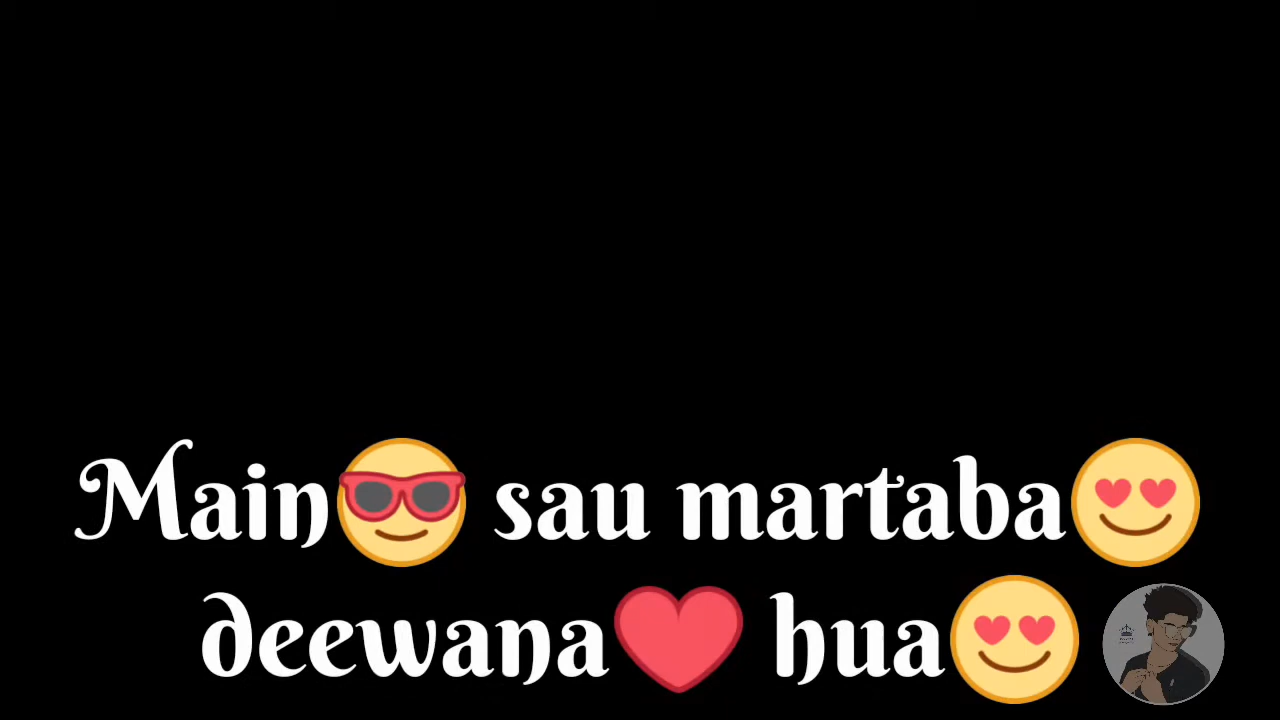 Main😎 sau martaba😍
deewana❤️ hua😍